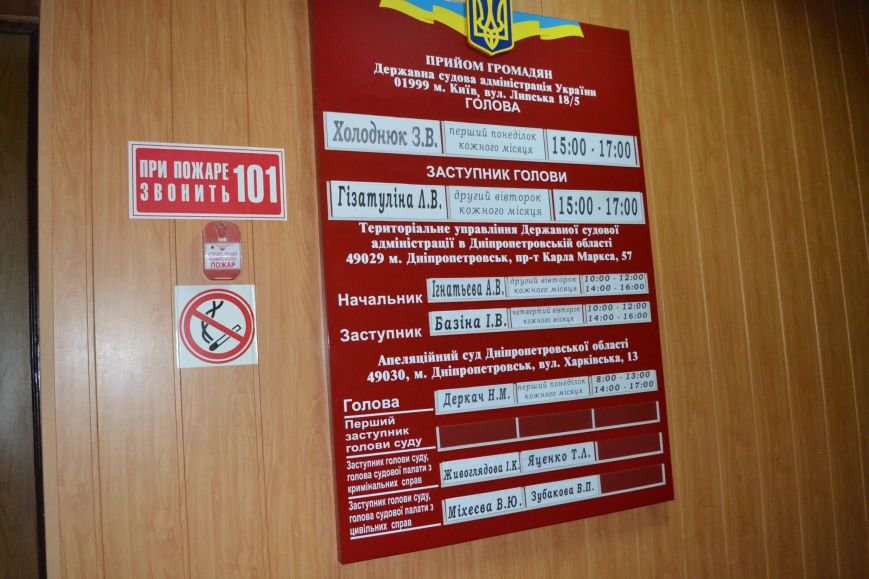 ПРИЙОМ ГРОМАДЯН
Державна судова адміністрація України
01999 м. Київ, вул. Липська 18/5
ГОЛОВА
Холоднюк З.В. перший понеділок кожного місяця 15:00 - 17:00
ЗАСТУПНИК ГОЛОВИ
Гізатуліна Л.В. другий вівторок кожного місяця 15:00 - 17:00
Територіальне управління Державної судової
адміністрації в Дніпропетровській області
49029 м. Дніпропетровськ, пр-т Карла Маркса, 57
Начальник Ігнатьєва А.В. другий вівторок кожного місяця 10:00 - 12:00 14:00 - 16:00
Заступник Базіна І.В. четвертий вівторок кожного місяця 10:00 - 12:00 14:00 - 16:00
Апеляційний суд Дніпропетровської області
49030, м. Дніпропетровськ, вул. Харківська, 13
Голова Деркач Н.М. перший понеділок кожного місяця 8:00 - 13:00 14:00 - 17:00
Перший
заступник
голови суду
Заступник голови суду,
голова судової палати з
кримінальних справ
Живоглядова І.К. Яценко Т.Л.
Заступник голови суду,
голова судової палати з
цивільних справ
Міхеєва В.Ю. Зубакова В.П.
ПРИ ПОЖАРЕ
ЗВОНИТЬ 101
ПОЖАР